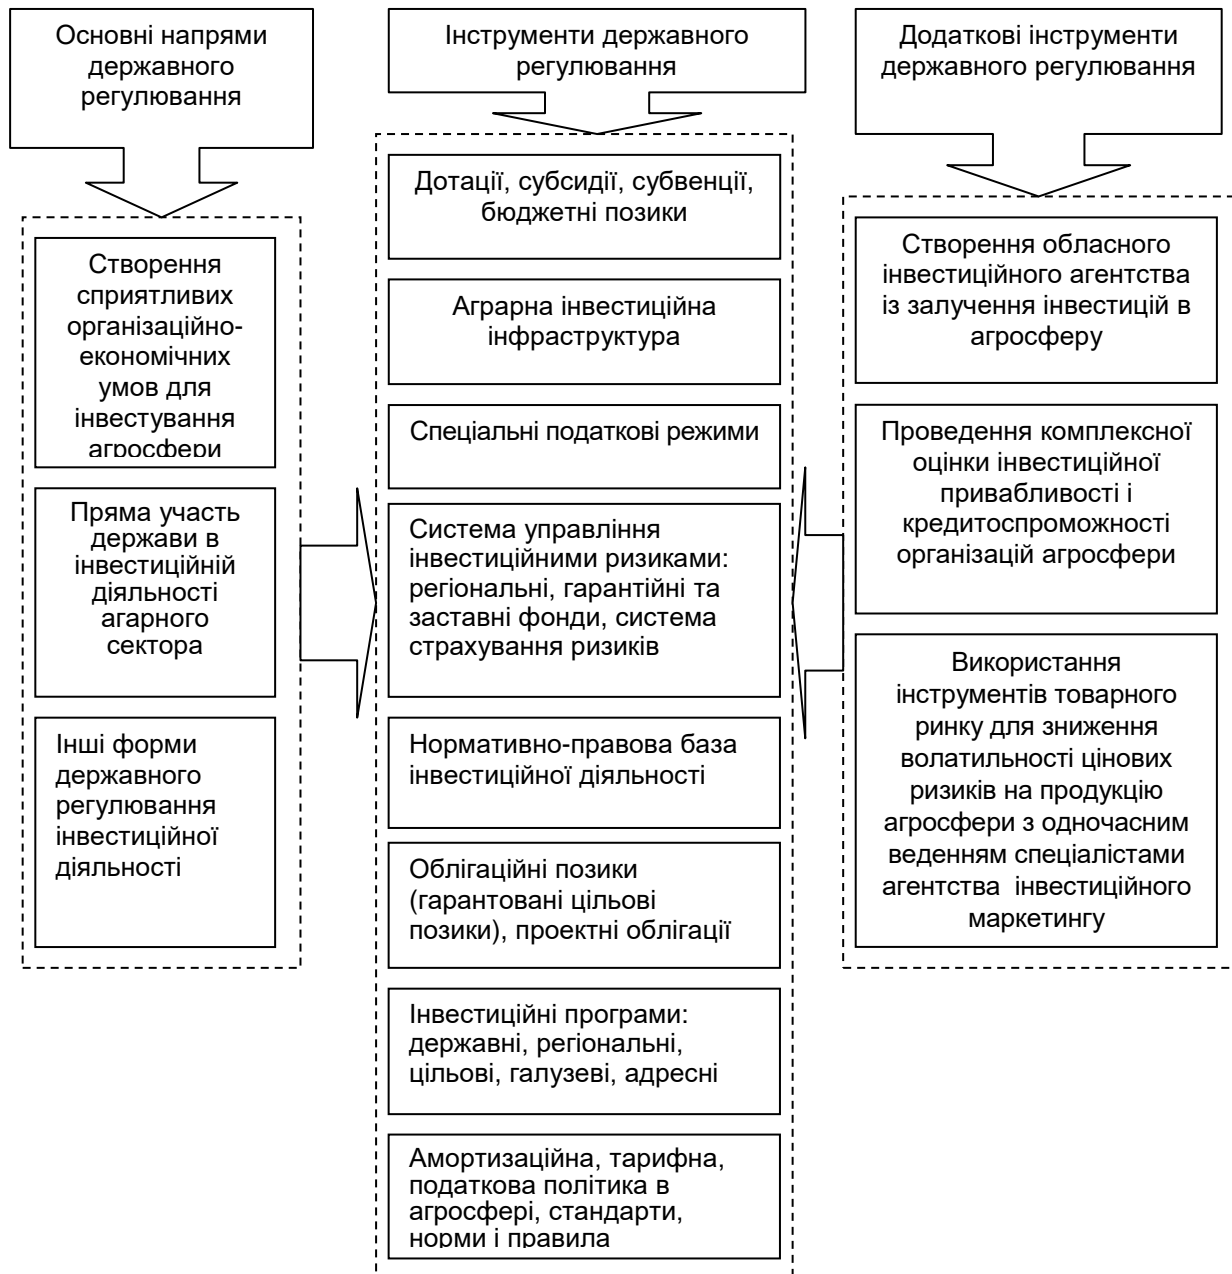 Основні напрями
державного
регулювання
Інструменти державного
регулювання
Додаткові інструменти
державного регулювання
Створення
сприятливих
організаційно-
економічних
умов для
інвестування
агросфери
Пряма участь
держави в
інвестиційній
діяльності
агарного
сектора
Інші форми
державного
регулювання
інвестиційної
діяльності
Дотації, субсидії, субвенції,
бюджетні позики
Аграрна інвестиційна
інфраструктура
Спеціальні податкові режими
Система управління
інвестиційними ризиками:
регіональні, гарантійні та
заставні фонди, система
страхування ризиків
Нормативно-правова база
інвестиційної діяльності
Облігаційні позики
(гарантовані цільові
позики), проектні облігації
Інвестиційні програми:
державні, регіональні,
цільові, галузеві, адресні
Амортизаційна, тарифна,
податкова політика в
агросфері, стандарти,
норми і правила
Створення обласного
інвестиційного агентства
із залучення інвестицій в
агросферу
Проведення комплексної
оцінки інвестиційної
привабливості і
кредитоспроможності
організацій агросфери
Використання
інструментів товарного
ринку для зниження
волатильності цінових
ризиків на продукцію
агросфери з одночасним
веденням спеціалістами
агентства інвестиційного
маркетингу